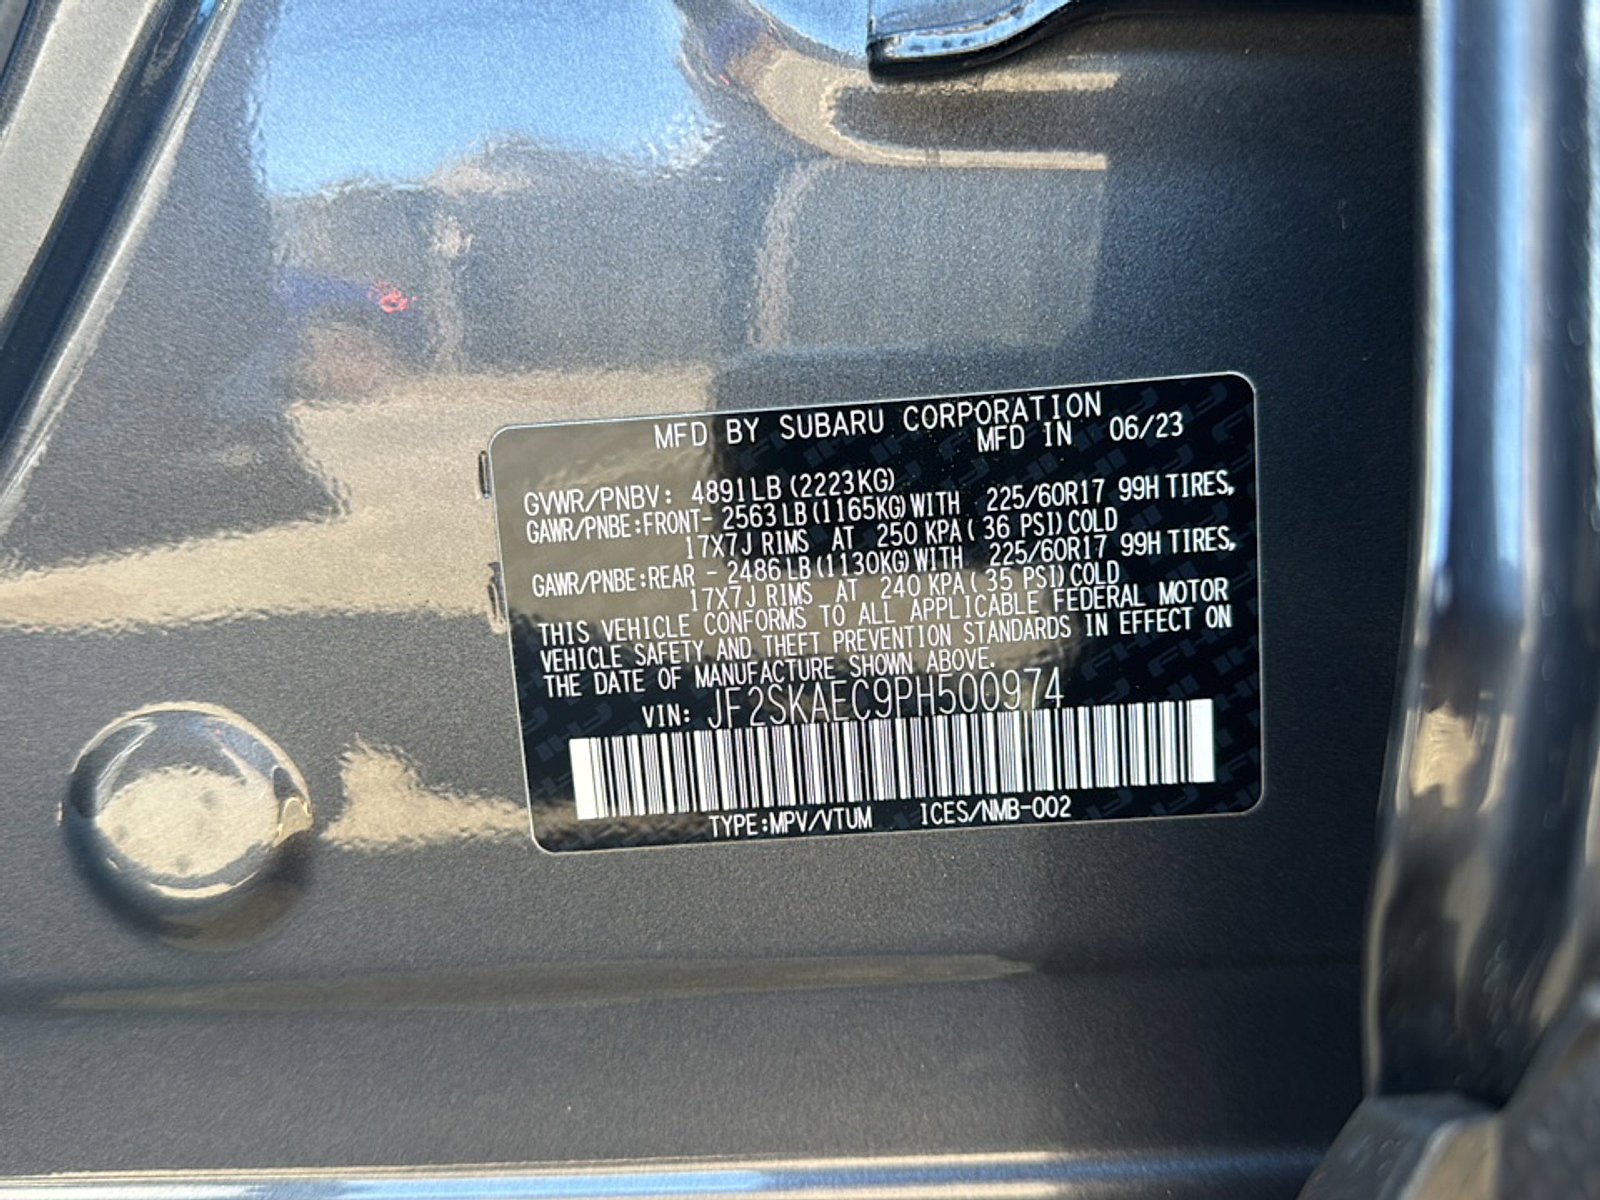 MFD BY SUBARU CORPORATION
MFD IN 06/23
GVWR/PNBV: 4891LB (2223KG)
GAWR/PNBE:FRONT- 2563 LB (1165KG) WITH 225/60R17 99H TIRES,
17X7J RIMS AT 250 KPA ( 36 PSI) COLD
GAWR/PNBE:REAR - 2486 LB (1130KG) WITH 225/60R17 99H TIRES,
17X7J RIMS AT 240 KPA ( 35 PSI) COLD
THIS VEHICLE CONFORMS TO ALL APPLICABLE FEDERAL MOTOR
VEHICLE SAFETY AND THEFT PREVENTION STANDARDS IN EFFECT ON
THE DATE OF MANUFACTURE SHOWN ABOVE.
VIN: JF2SKAEC9PH500974
TYPE:MPV/VTUM ICES/NMB-002